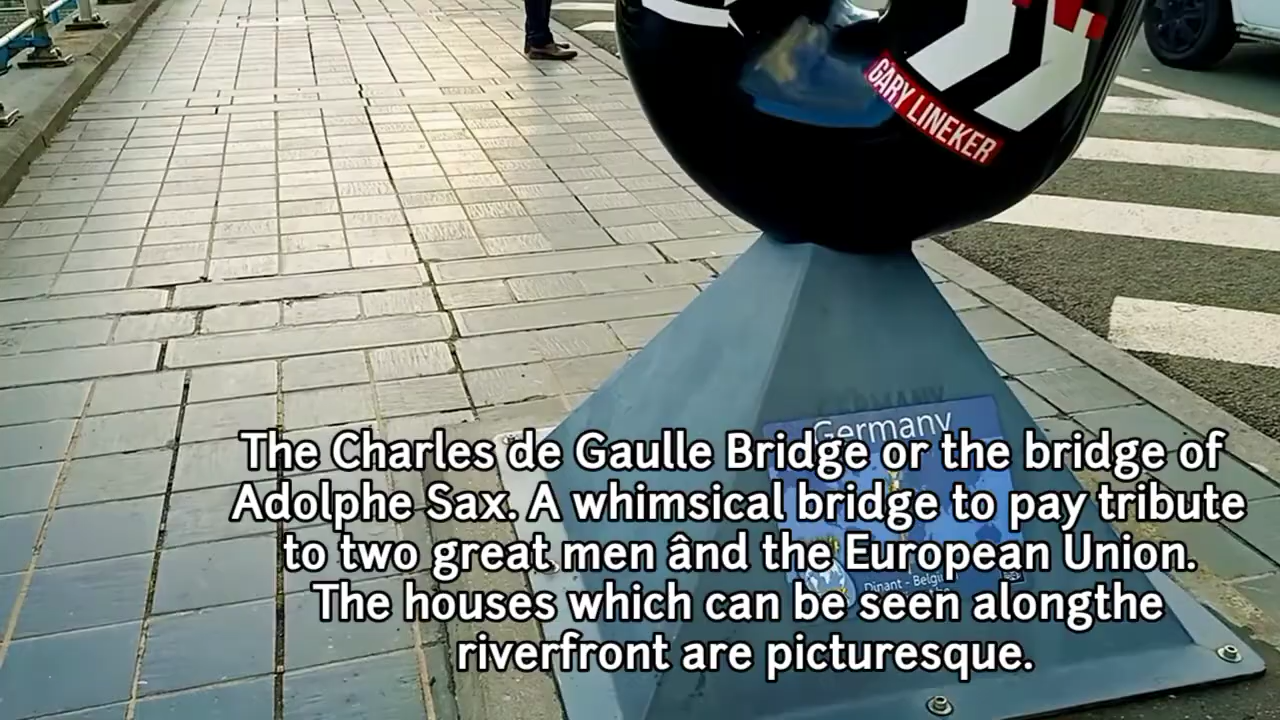 GARY LINEKER
Germany
The Charles de Gaulle Bridge or the bridge of
Adolphe Sax. A whimsical bridge to pay tribute
to two great men ând the European Union.
The houses which can be seen alongthe
riverfront are picturesque.
Dinant -